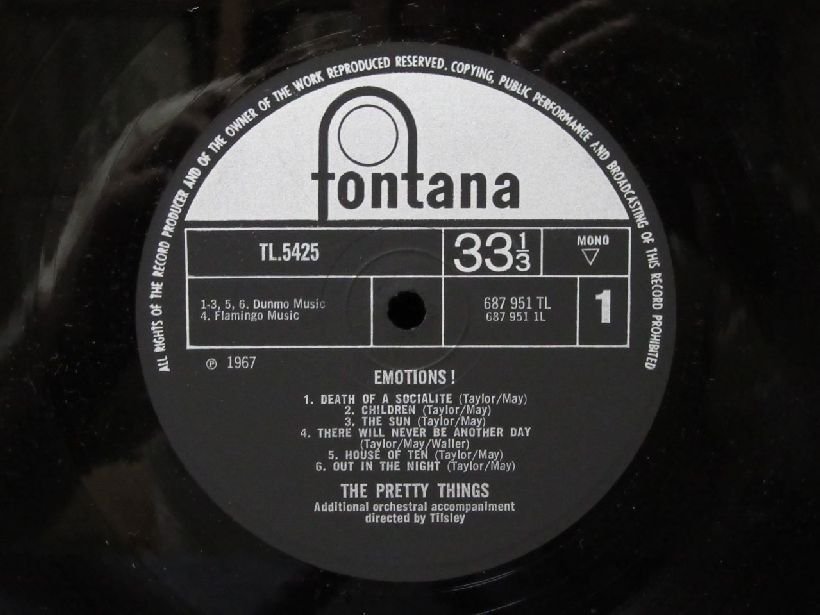 ALL RIGHTS OF THE RECORD PRODUCER AND OF THE OWNER OF THE WORK REPRODUCED RESERVED. COPYING, PUBLIC PERFORMANCE AND BROADCASTING OF THIS RECORD PROHIBITED
fontana
TL.5425
33⅓
MONO
1-3, 5, 6. Dunmo Music
4. Flamingo Music
687 951 TL
687 951 1L
1
℗ 1967
EMOTIONS!
1. DEATH OF A SOCIALITE (Taylor/May)
2. CHILDREN (Taylor/May)
3. THE SUN (Taylor/May)
4. THERE WILL NEVER BE ANOTHER DAY
(Taylor/May/Waller)
5. HOUSE OF TEN (Taylor/May)
6. OUT IN THE NIGHT (Taylor/May)
THE PRETTY THINGS
Additional orchestral accompaniment
directed by Tilsley